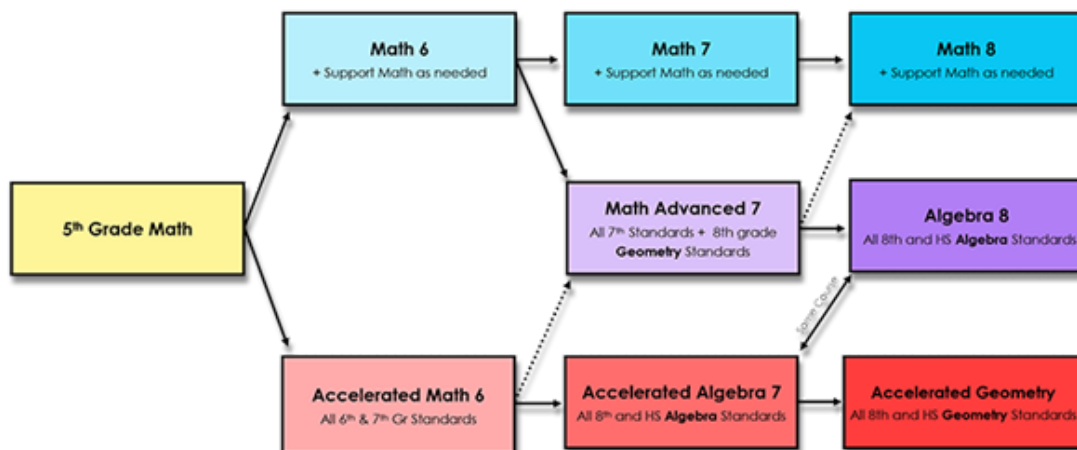 Math 6
+ Support Math as needed
Math 7
+ Support Math as needed
Math 8
+ Support Math as needed
5th Grade Math
Math Advanced 7
All 7th Standards + 8th grade
Geometry Standards
Algebra 8
All 8th and HS Algebra Standards
Same Course
Accelerated Math 6
All 6th & 7th Gr Standards
Accelerated Algebra 7
All 8th and HS Algebra Standards
Accelerated Geometry
All 8th and HS Geometry Standards